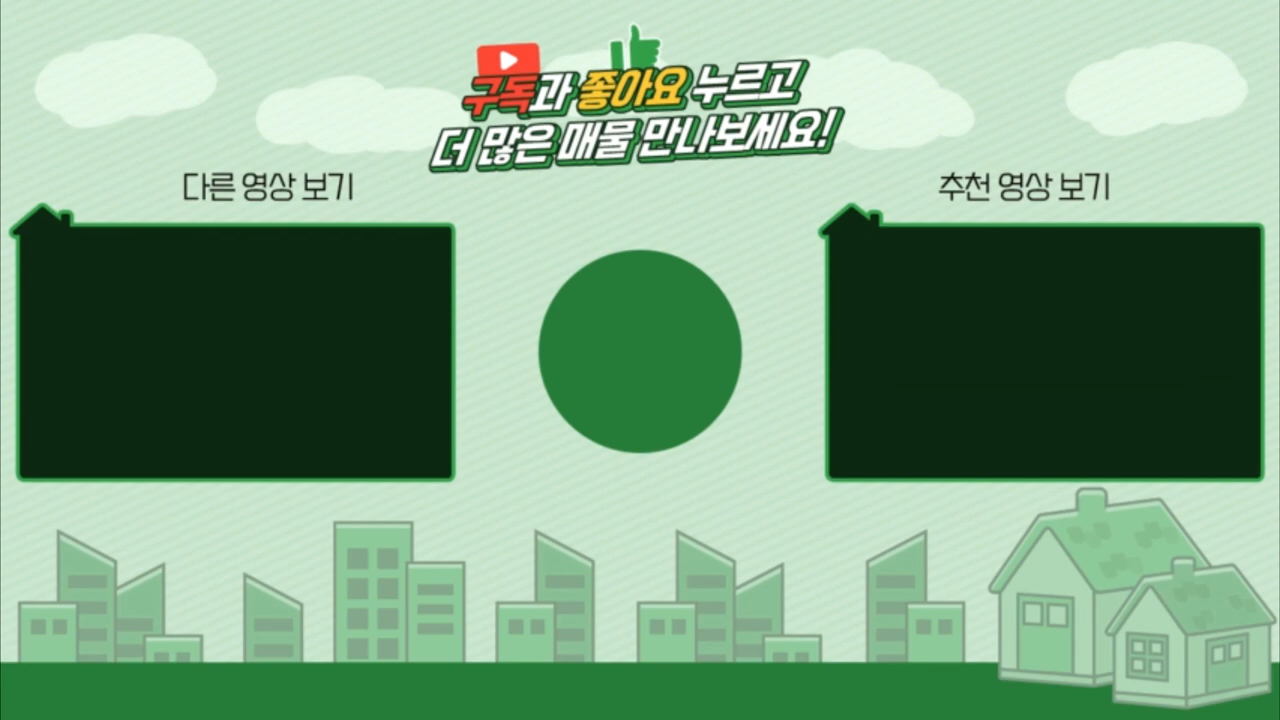 구독과 좋아요 누르고
더 많은 매물 만나보세요!
다른 영상 보기
추천 영상 보기